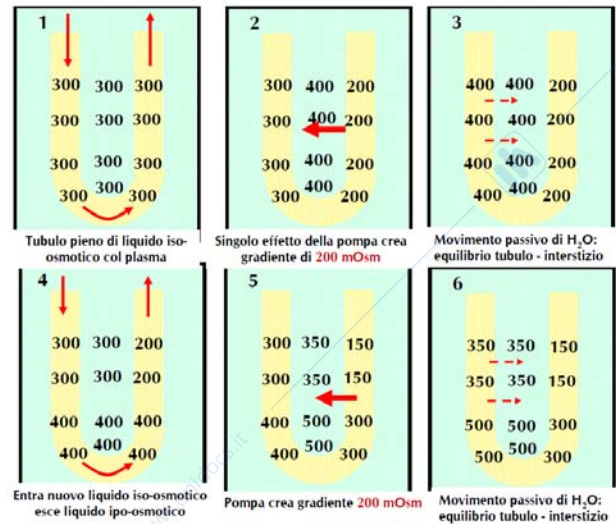 1
300 300 300
300 300 300
300 300 300
300 300 300
Tubulo pieno di liquido iso-
osmotico col plasma
2
300 400 200
300 400 200
300 400 200
300 400 200
Singolo effetto della pompa crea
gradiente di 200 mOsm
3
400 400 200
400 400 200
400 400 200
400 400 200
Movimento passivo di H₂O:
equilibrio tubulo - interstizio
4
300 300 200
300 300 200
400 400 400
400 400 400
Entra nuovo liquido iso-osmotico
esce liquido ipo-osmotico
5
300 350 150
300 350 150
400 500 300
400 500 300
Pompa crea gradiente 200 mOsm
6
350 350 150
350 350 150
500 500 300
500 500 300
Movimento passivo di H₂O:
equilibrio tubulo - interstizio